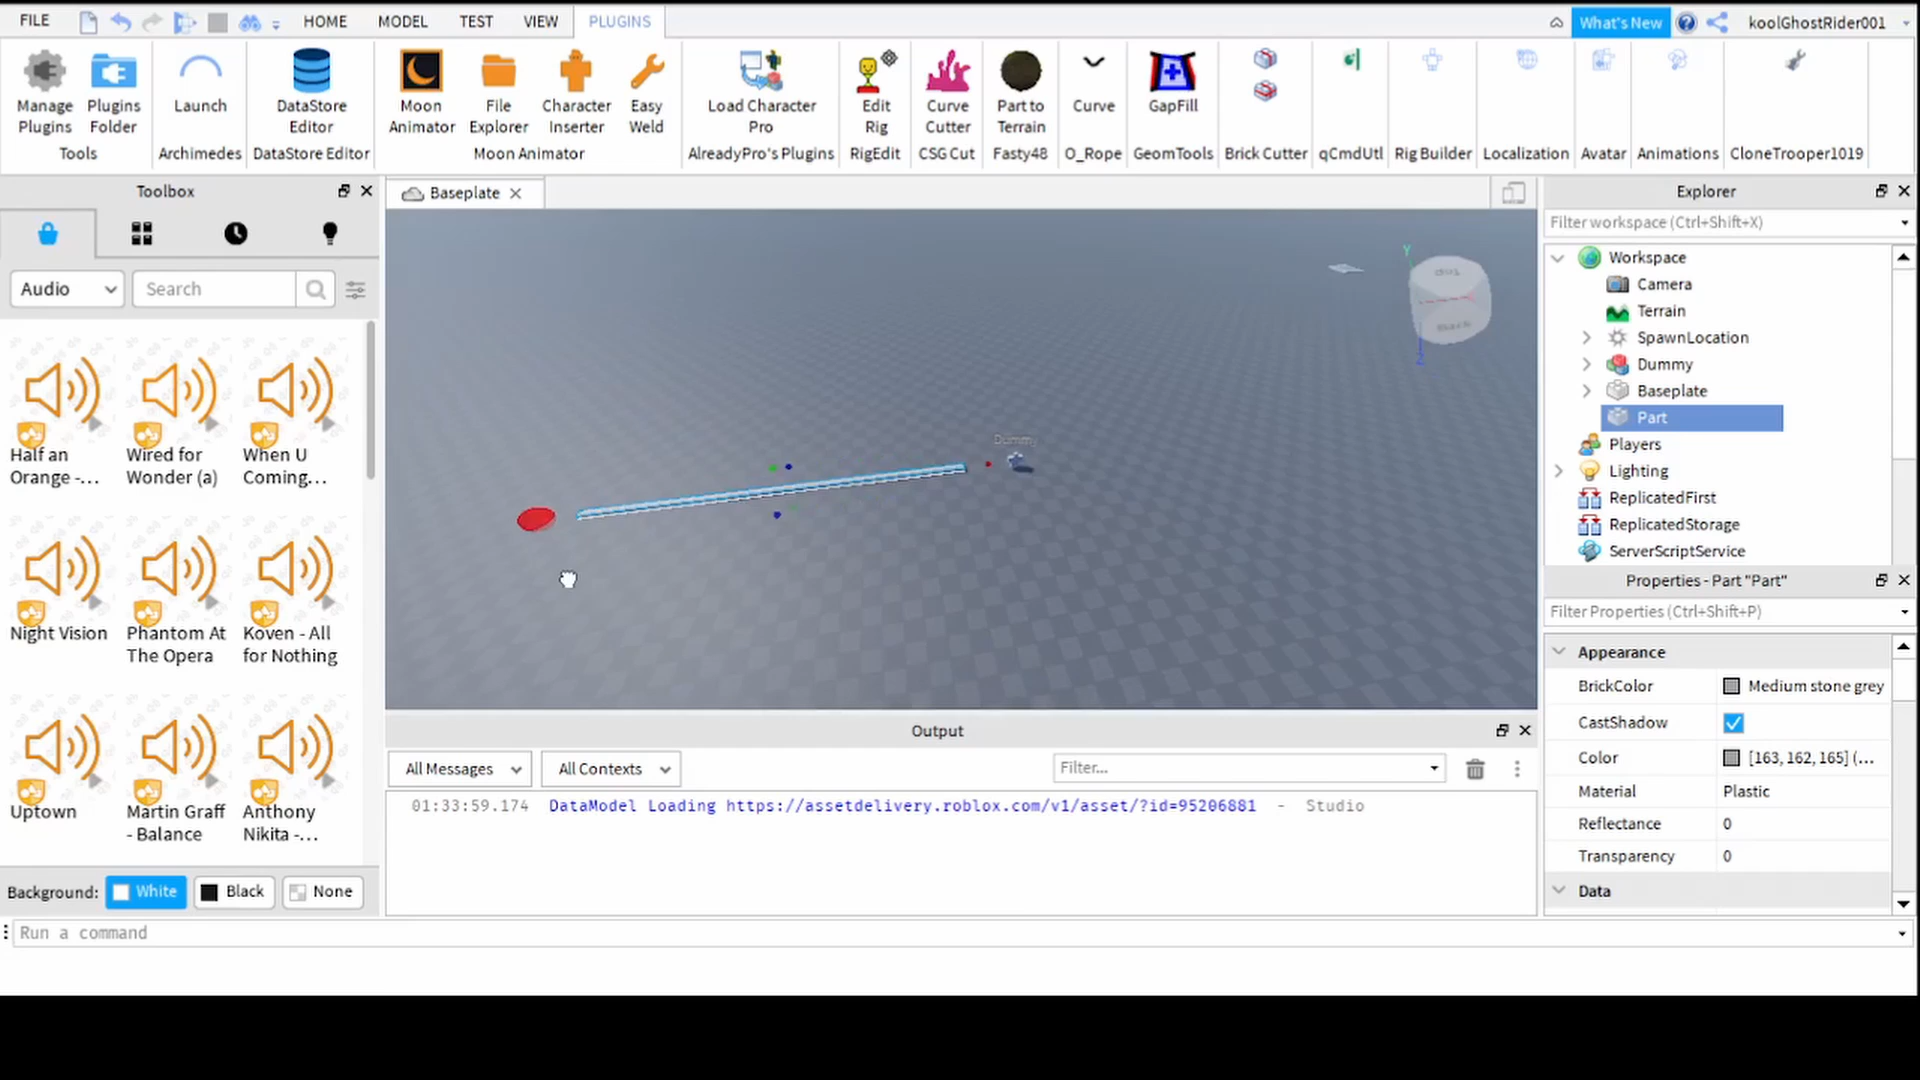 FILE HOME MODEL TEST VIEW PLUGINS What's New koolGhostRider001
Manage Plugins
Plugins Folder
Launch
DataStore Editor
Moon Animator
File Explorer
Character Inserter
Easy Weld
Load Character Pro
Edit Rig
Curve Cutter
Part to Terrain
Curve
GapFill
Tools Archimedes DataStore Editor Moon Animator AlreadyPro's Plugins RigEdit CSG Cut Fasty48 O_Rope GeomTools Brick Cutter qCmdUtl Rig Builder Localization Avatar Animations CloneTrooper1019
Toolbox
Audio Search
Half an Orange -...
Wired for Wonder (a)
When U Coming...
Night Vision
Phantom At The Opera
Koven - All for Nothing
Uptown
Martin Graff - Balance
Anthony Nikita -...
Background: White Black None
Baseplate
Y
Z
Dummy
Output
All Messages All Contexts Filter...
01:33:59.174 DataModel Loading https://assetdelivery.roblox.com/v1/asset/?id=95206881 - Studio
Explorer
Filter workspace (Ctrl+Shift+X)
Workspace
Camera
Terrain
SpawnLocation
Dummy
Baseplate
Part
Players
Lighting
ReplicatedFirst
ReplicatedStorage
ServerScriptService
Properties - Part "Part"
Filter Properties (Ctrl+Shift+P)
Appearance
BrickColor Medium stone grey
CastShadow
Color [163, 162, 165] (...
Material Plastic
Reflectance 0
Transparency 0
Data
Run a command